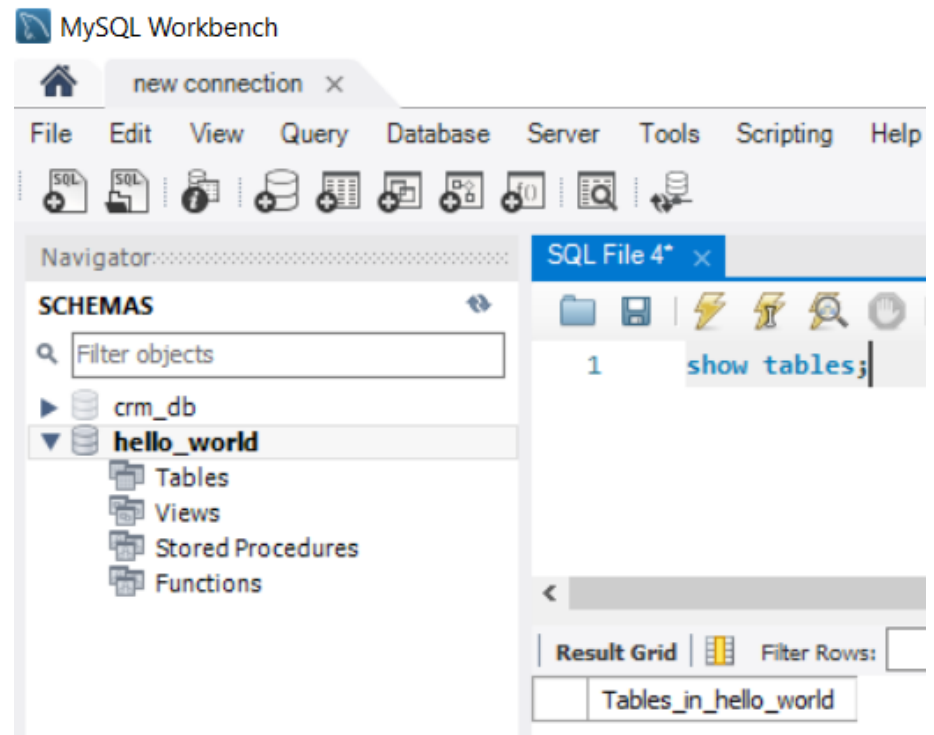 MySQL Workbench
new connection
File Edit View Query Database Server Tools Scripting Help
SQL SQL
Navigator
SQL File 4*
SCHEMAS
Filter objects
1 show tables;
crm_db
hello_world
Tables
Views
Stored Procedures
Functions
Result Grid Filter Rows:
Tables_in_hello_world